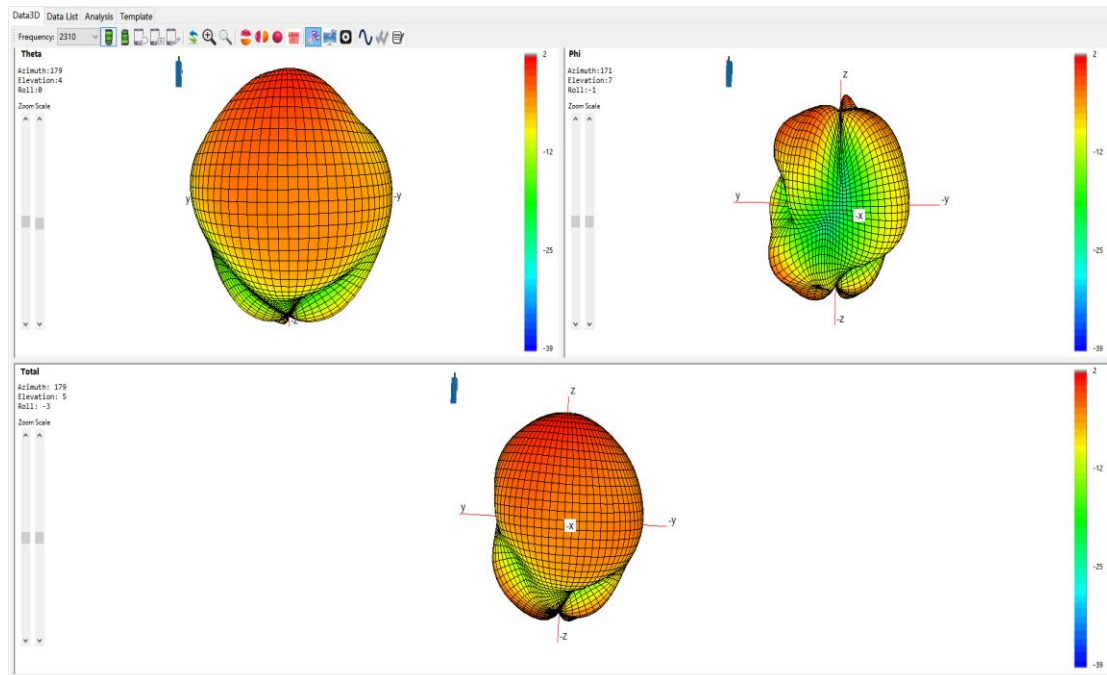 Data3D Data List Analysis Template
Frequency: 2310
Theta
Azimuth:179
Elevation:4
Roll:0
Zoom Scale
y
-y
-z
2
-12
-25
-39
Phi
Azimuth:171
Elevation:7
Roll:-1
Zoom Scale
z
y
-y
-x
-z
2
-12
-25
-39
Total
Azimuth: 179
Elevation: 5
Roll: -3
Zoom Scale
z
y
-y
-x
-z
2
-12
-25
-39